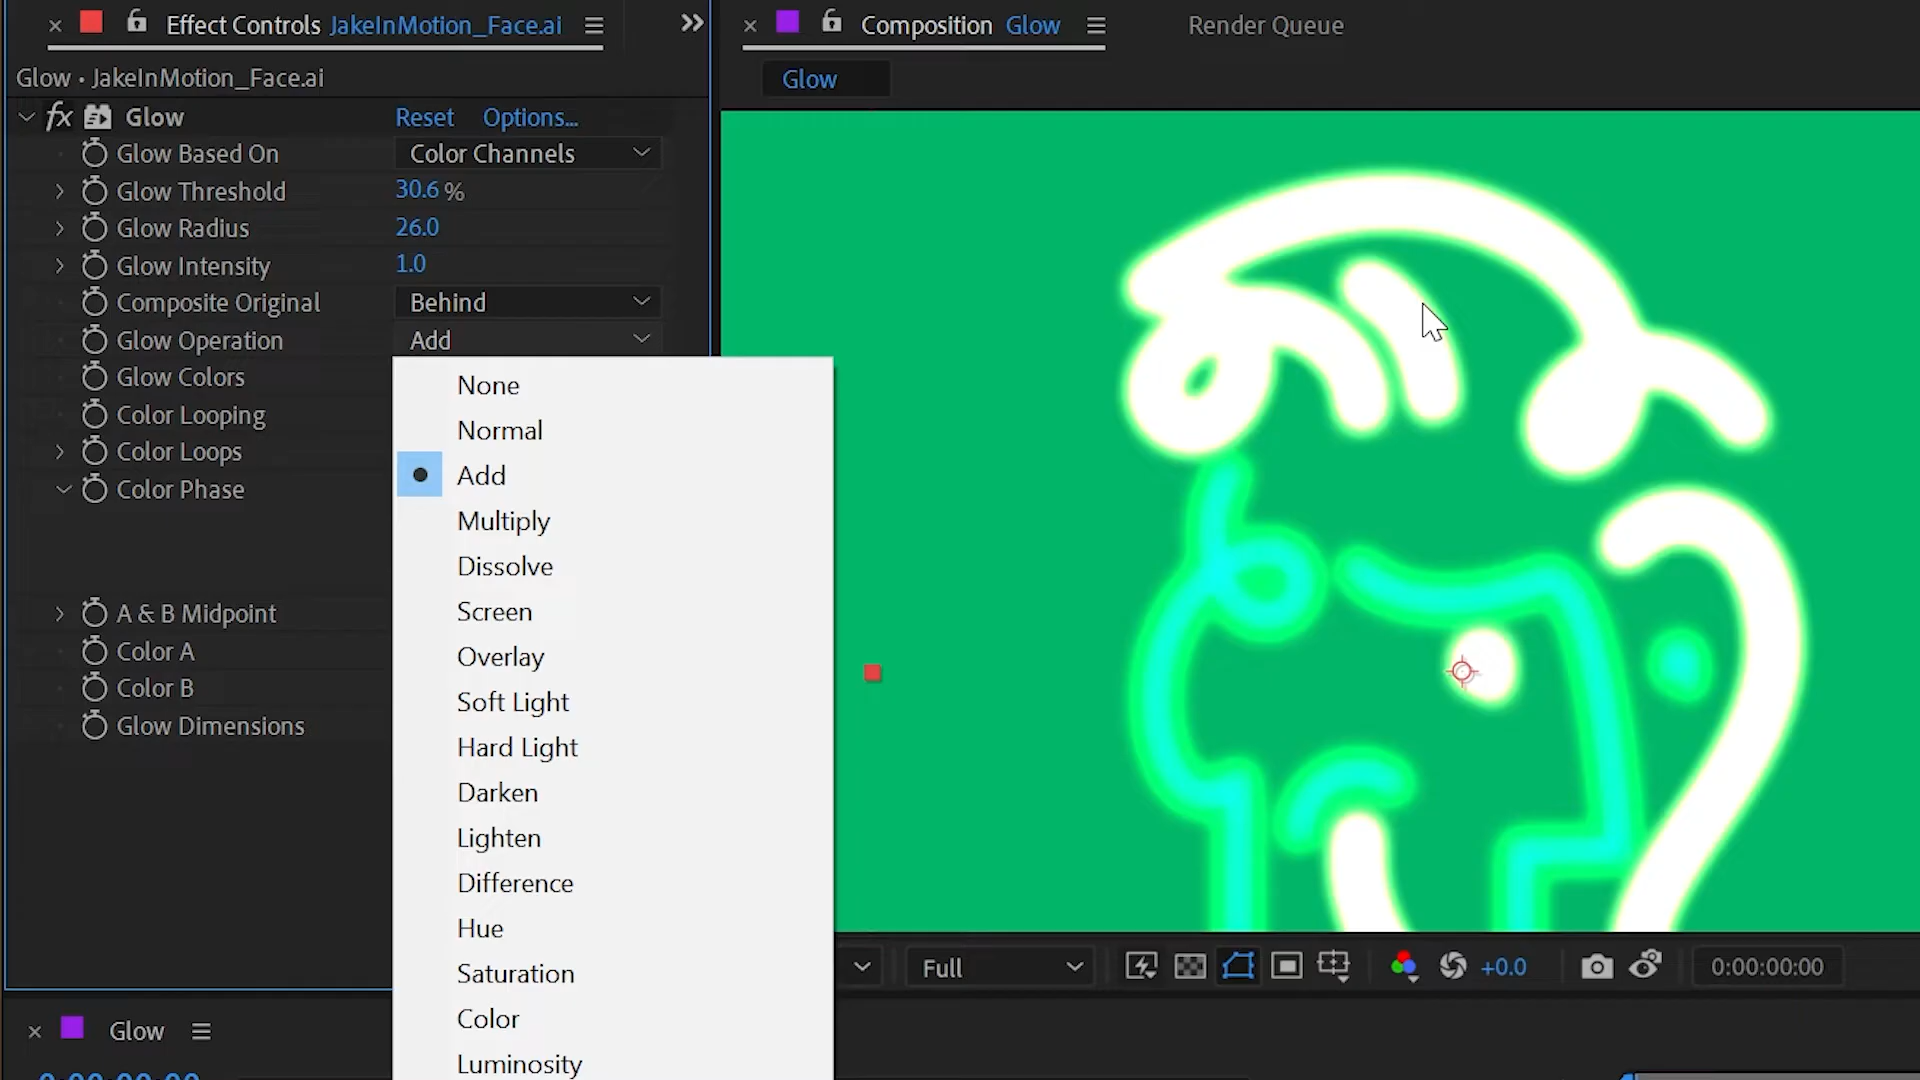 Effect Controls JakeInMotion_Face.ai
Composition Glow
Render Queue
Glow • JakeInMotion_Face.ai
Glow
fx Glow
Reset
Options...
Glow Based On
Color Channels
Glow Threshold
30.6 %
Glow Radius
26.0
Glow Intensity
1.0
Composite Original
Behind
Glow Operation
Add
Glow Colors
Color Looping
Color Loops
Color Phase
A & B Midpoint
Color A
Color B
Glow Dimensions
None
Normal
Add
Multiply
Dissolve
Screen
Overlay
Soft Light
Hard Light
Darken
Lighten
Difference
Hue
Saturation
Color
Luminosity
Full
+0.0
0:00:00:00
Glow
0:00:00:00